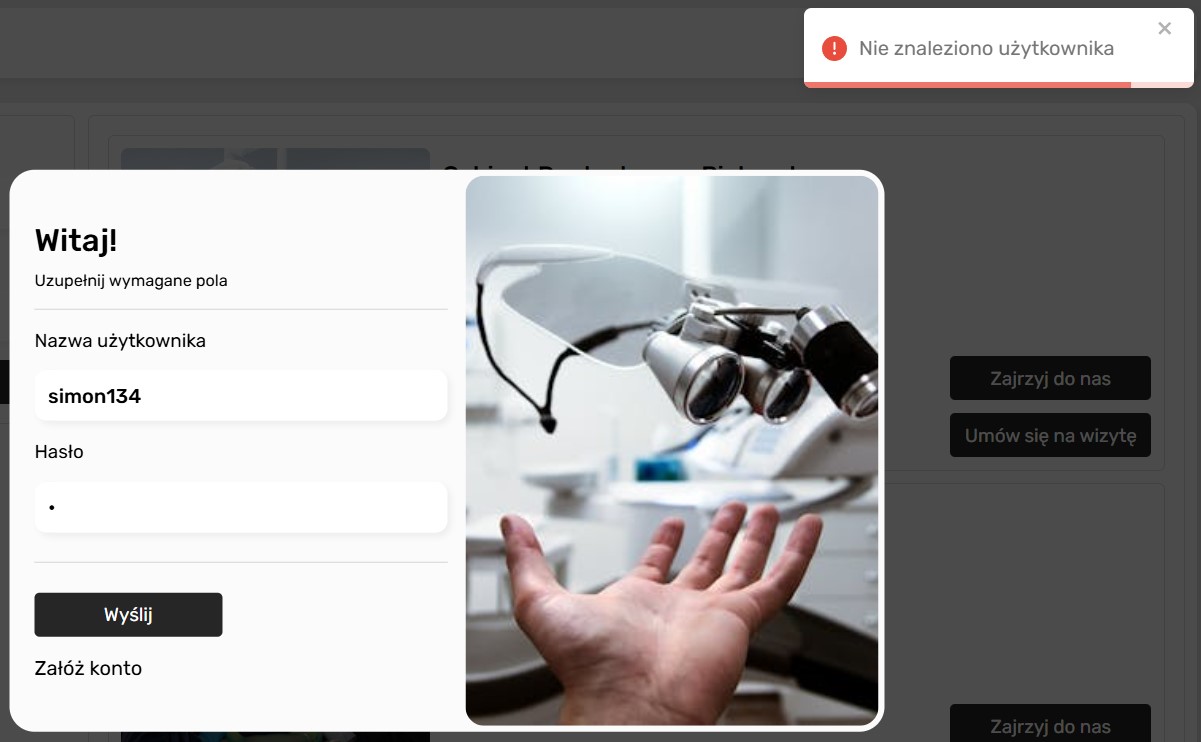 Nie znaleziono użytkownika
Witaj!
Uzupełnij wymagane pola
Nazwa użytkownika
simon134
Hasło
•
Wyślij
Załóż konto
Zajrzyj do nas
Umów się na wizytę
Zajrzyj do nas